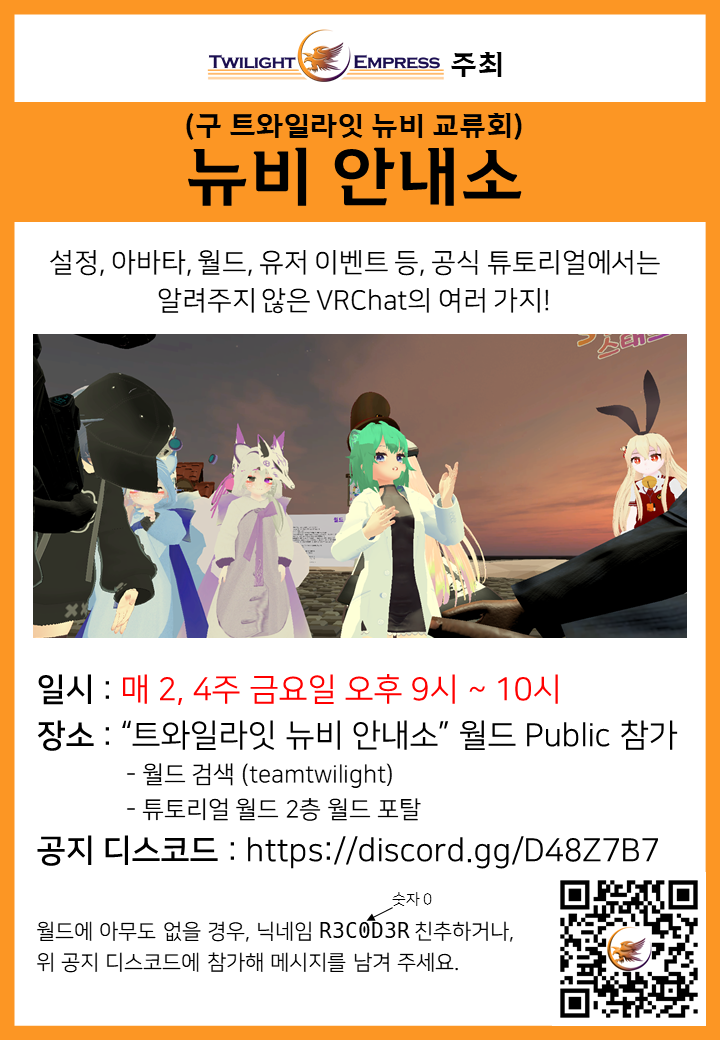 TWILIGHT EMPRESS 주최
(구 트와일라잇 뉴비 교류회)
뉴비 안내소
설정, 아바타, 월드, 유저 이벤트 등, 공식 튜토리얼에서는
알려주지 않은 VRChat의 여러 가지!
스태프
월드
일시 : 매 2, 4주 금요일 오후 9시 ~ 10시
장소 : “트와일라잇 뉴비 안내소” 월드 Public 참가
- 월드 검색 (teamtwilight)
- 튜토리얼 월드 2층 월드 포탈
공지 디스코드 : https://discord.gg/D48Z7B7
숫자 0
월드에 아무도 없을 경우, 닉네임 R3C0D3R 친추하거나,
위 공지 디스코드에 참가해 메시지를 남겨 주세요.